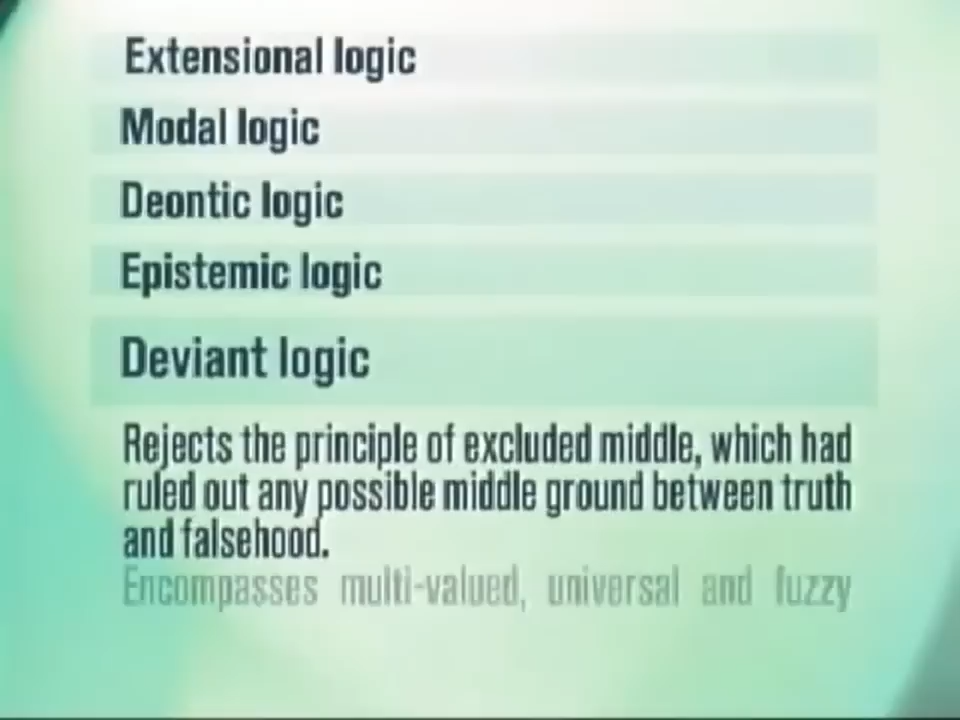 Extensional logic
Modal logic
Deontic logic
Epistemic logic
Deviant logic
Rejects the principle of excluded middle, which had
ruled out any possible middle ground between truth
and falsehood.
Encompasses multi-valued, universal and fuzzy